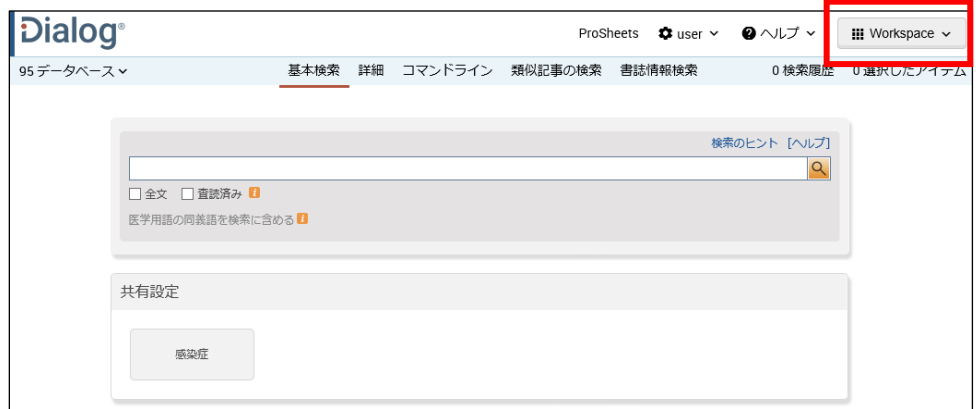 Dialog®
ProSheets user ヘルプ Workspace
95 データベース 基本検索 詳細 コマンドライン 類似記事の検索 書誌情報検索 0 検索履歴 0 選択したアイテム
検索のヒント [ヘルプ]
全文 査読済み i
医学用語の同義語を検索に含める i
共有設定
感染症